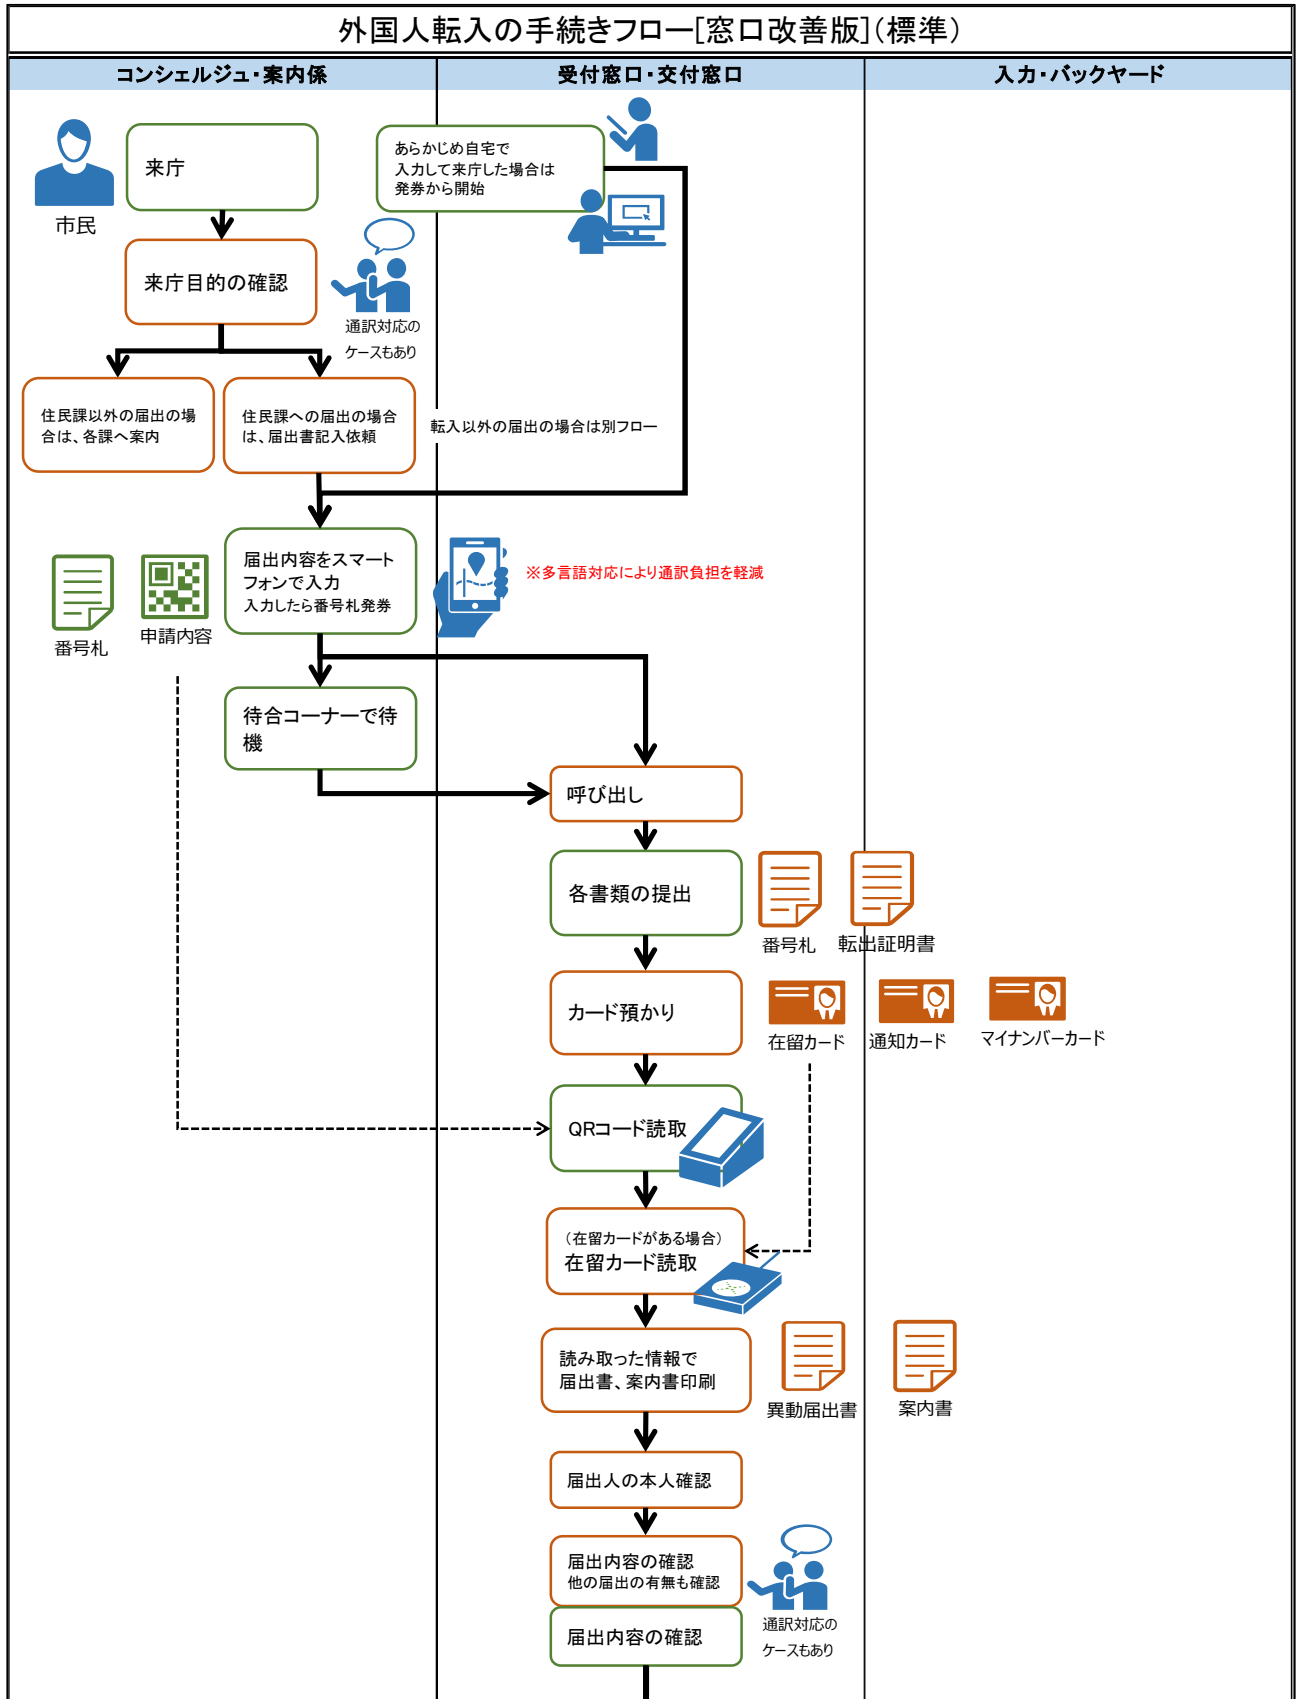 外国人転入の手続きフロー[窓口改善版](標準)
コンシェルジュ・案内係
受付窓口・交付窓口
入力・バックヤード
市民
来庁
あらかじめ自宅で
入力して来庁した場合は
発券から開始
来庁目的の確認
通訳対応の
ケースもあり
住民課以外の届出の場
合は、各課へ案内
住民課への届出の場合
は、届出書記入依頼
転入以外の届出の場合は別フロー
番号札
申請内容
届出内容をスマート
フォンで入力
入力したら番号札発券
※多言語対応により通訳負担を軽減
待合コーナーで待
機
呼び出し
各書類の提出
番号札
転出証明書
カード預かり
在留カード
通知カード
マイナンバーカード
QRコード読取
(在留カードがある場合)
在留カード読取
読み取った情報で
届出書、案内書印刷
異動届出書
案内書
届出人の本人確認
届出内容の確認
他の届出の有無も確認
通訳対応の
ケースもあり
届出内容の確認